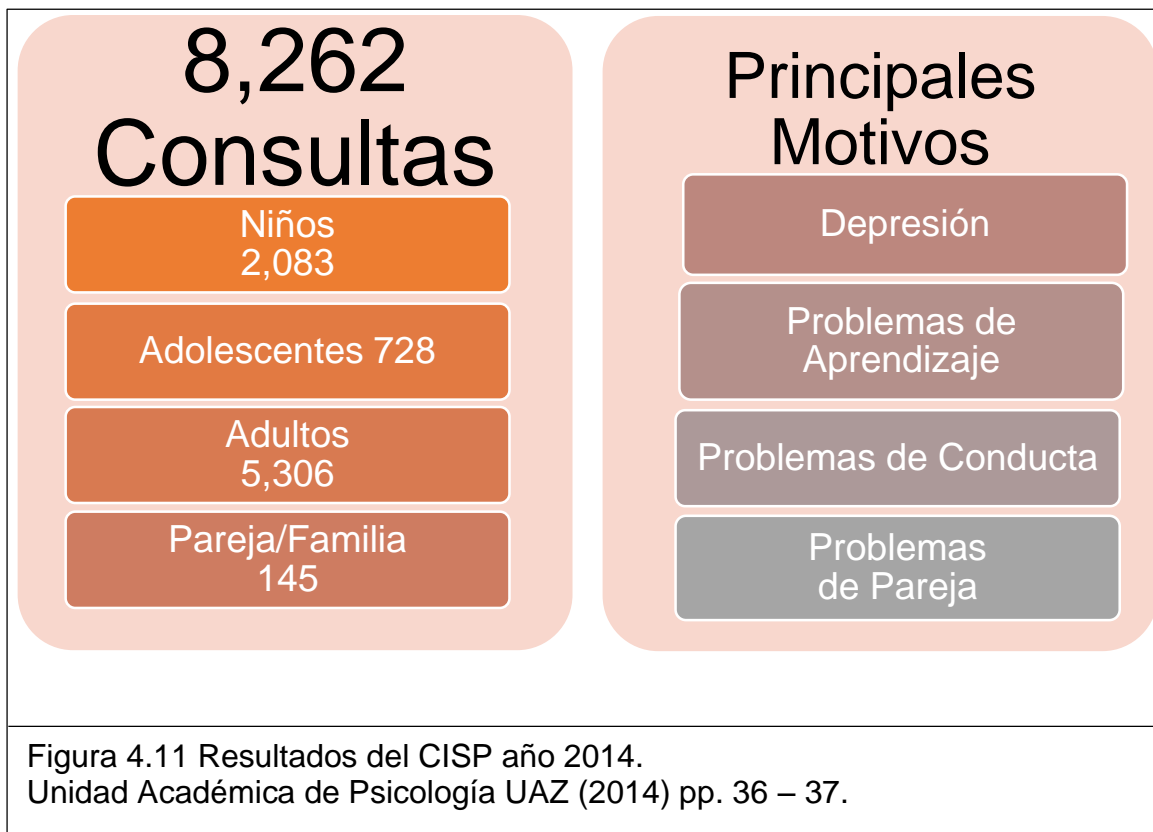 8,262
Consultas
Niños
2,083
Adolescentes 728
Adultos
5,306
Pareja/Familia
145
Principales
Motivos
Depresión
Problemas de
Aprendizaje
Problemas de Conducta
Problemas
de Pareja
Figura 4.11 Resultados del CISP año 2014.
Unidad Académica de Psicología UAZ (2014) pp. 36 – 37.